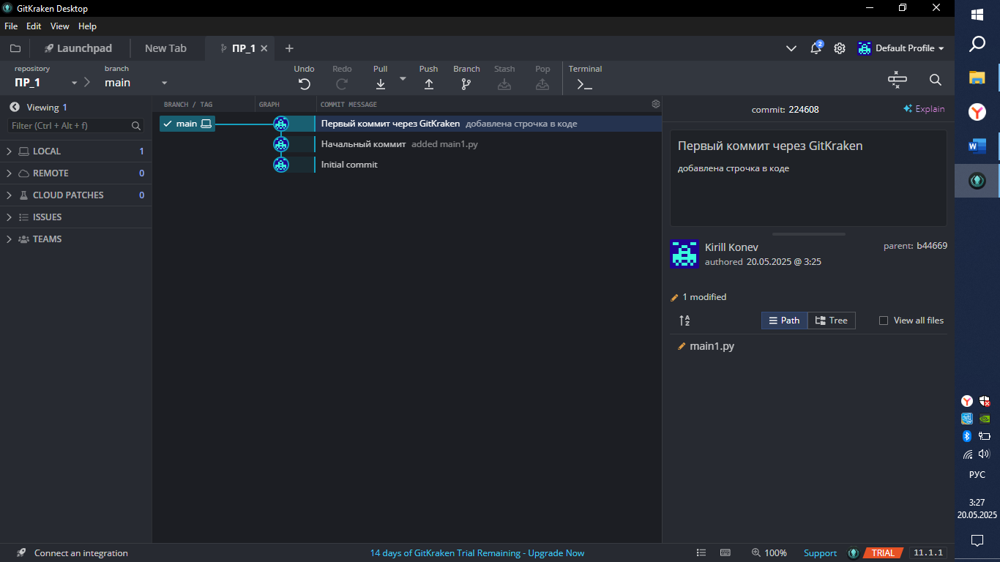 GitKraken Desktop
File Edit View Help
Launchpad New Tab ПР_1
2 Default Profile
repository branch
ПР_1 main
Undo Redo Pull Push Branch Stash Pop Terminal
Viewing 1
Filter (Ctrl + Alt + f)
LOCAL 1
REMOTE 0
CLOUD PATCHES 0
ISSUES
TEAMS
BRANCH / TAG GRAPH COMMIT MESSAGE
main Первый коммит через GitKraken добавлена строчка в коде
Начальный коммит added main1.py
Initial commit
commit: 224608 Explain
Первый коммит через GitKraken
добавлена строчка в коде
Kirill Konev parent: b44669
authored 20.05.2025 @ 3:25
1 modified
A Z Path Tree View all files
main1.py
Connect an integration 14 days of GitKraken Trial Remaining - Upgrade Now 100% Support TRIAL 11.1.1
РУС
3:27
20.05.2025